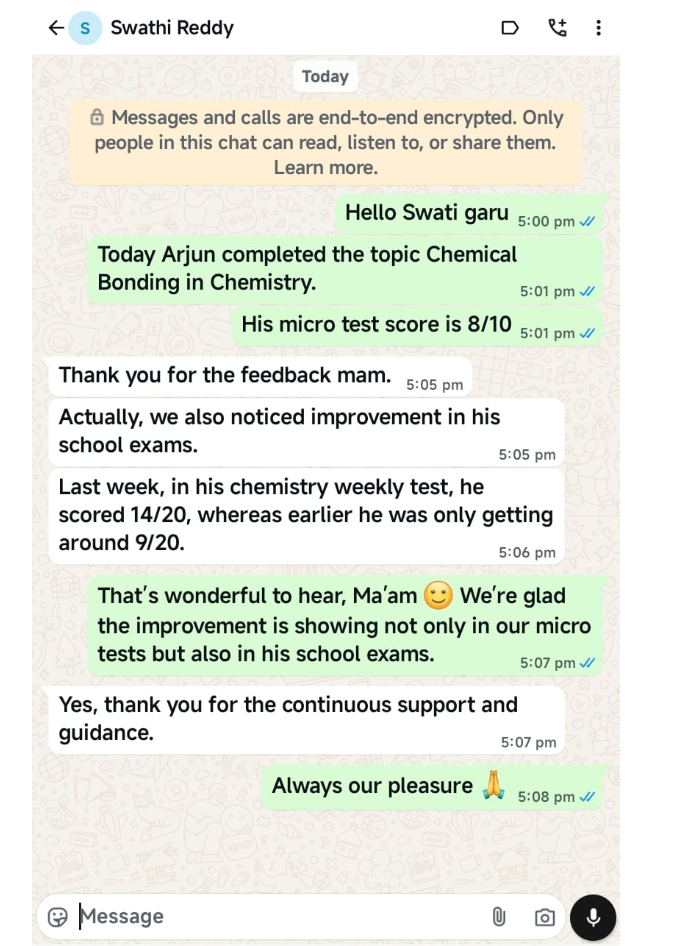 S Swathi Reddy
Today
Messages and calls are end-to-end encrypted. Only
people in this chat can read, listen to, or share them.
Learn more.
Hello Swati garu 5:00 pm
Today Arjun completed the topic Chemical
Bonding in Chemistry.
5:01 pm
His micro test score is 8/10 5:01 pm
Thank you for the feedback mam. 5:05 pm
Actually, we also noticed improvement in his
school exams.
5:05 pm
Last week, in his chemistry weekly test, he
scored 14/20, whereas earlier he was only getting
around 9/20.
5:06 pm
That's wonderful to hear, Ma'am 🙂 We're glad
the improvement is showing not only in our micro
tests but also in his school exams.
5:07 pm
Yes, thank you for the continuous support and
guidance.
5:07 pm
Always our pleasure 🙏 5:08 pm
Message